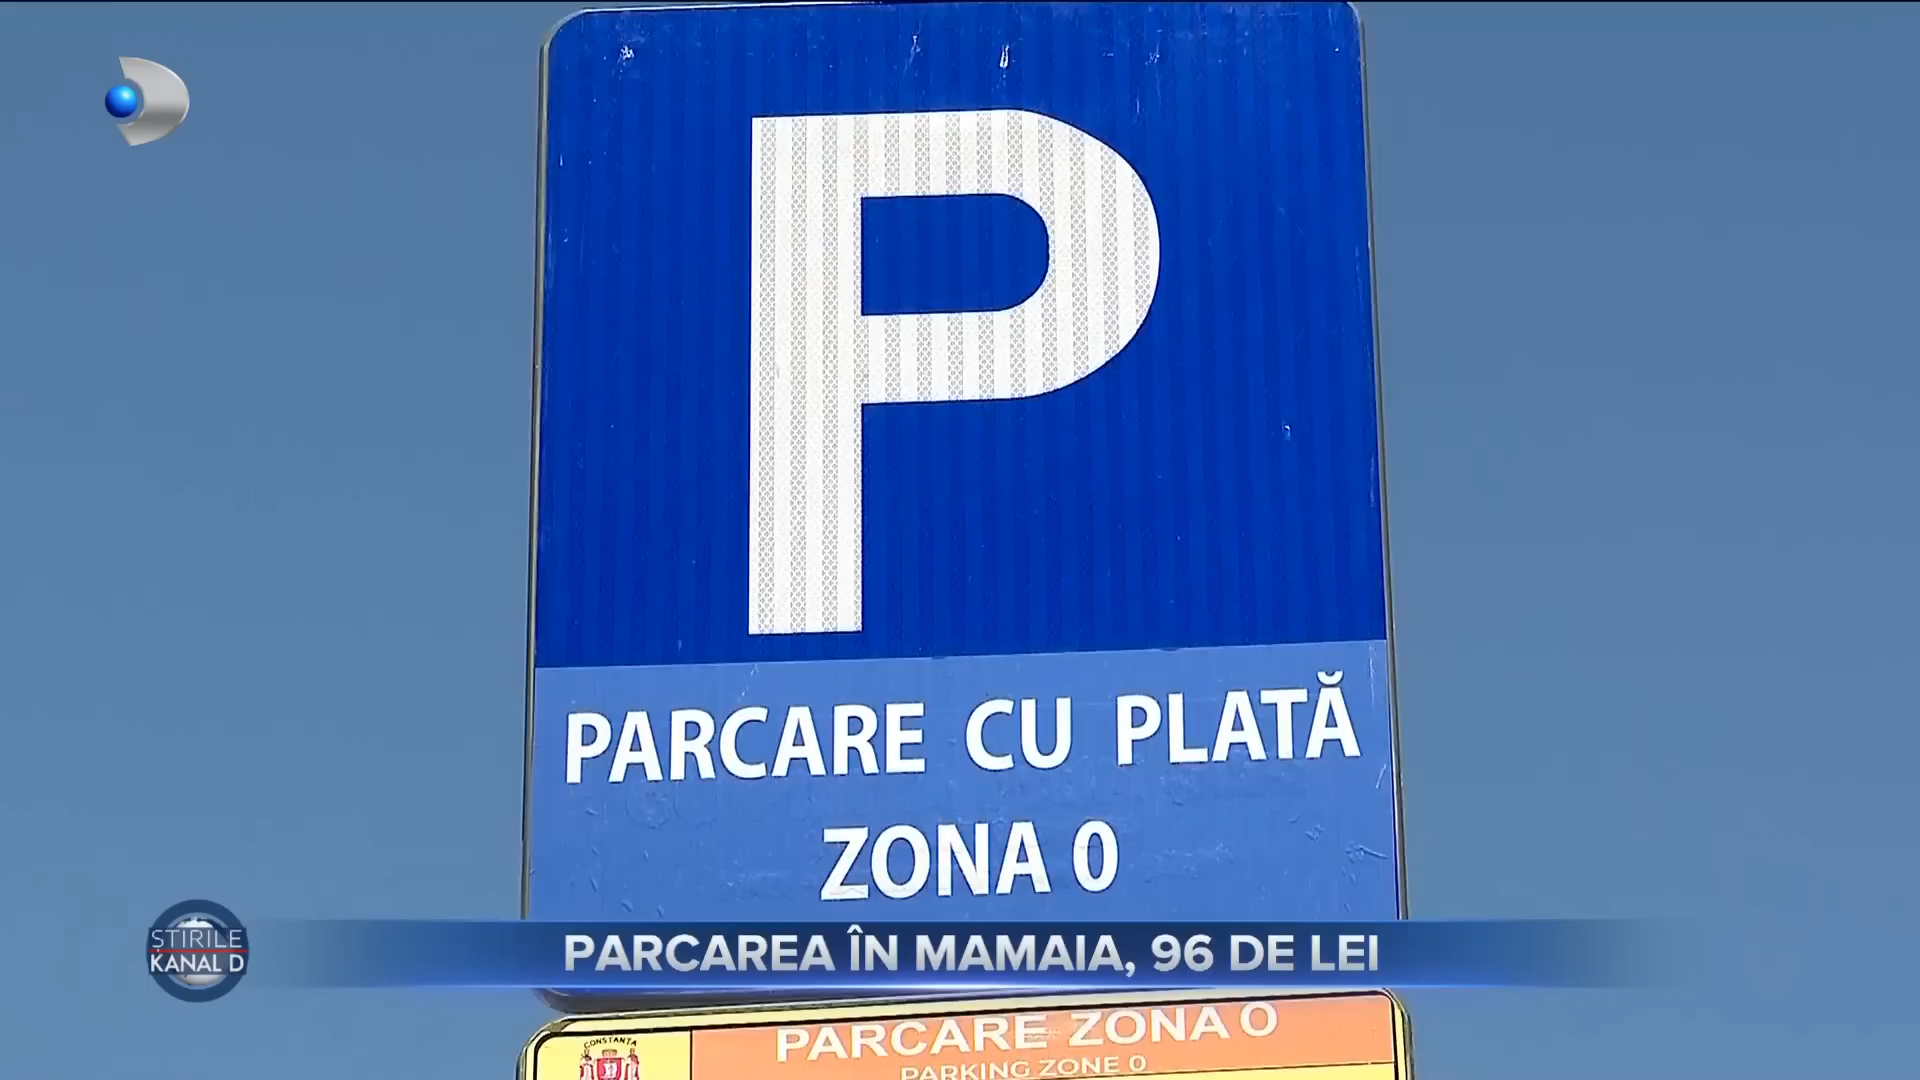 P
PARCARE CU PLATĂ
ZONA 0
ȘTIRILE
KANAL D
PARCAREA ÎN MAMAIA, 96 DE LEI
CONSTANȚA
PARCARE ZONA 0
PARKING ZONE 0